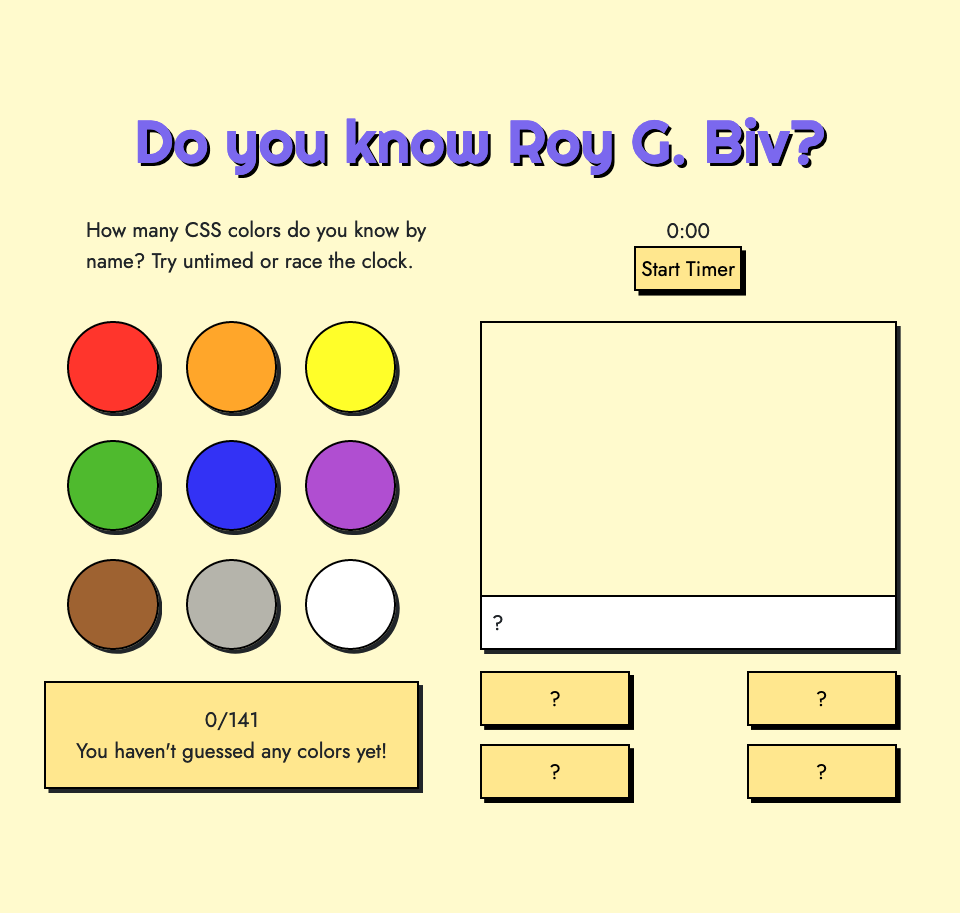 Do you know Roy G. Biv?
How many CSS colors do you know by
name? Try untimed or race the clock.
0:00
Start Timer
0/141
You haven't guessed any colors yet!
?
?
?
?
?